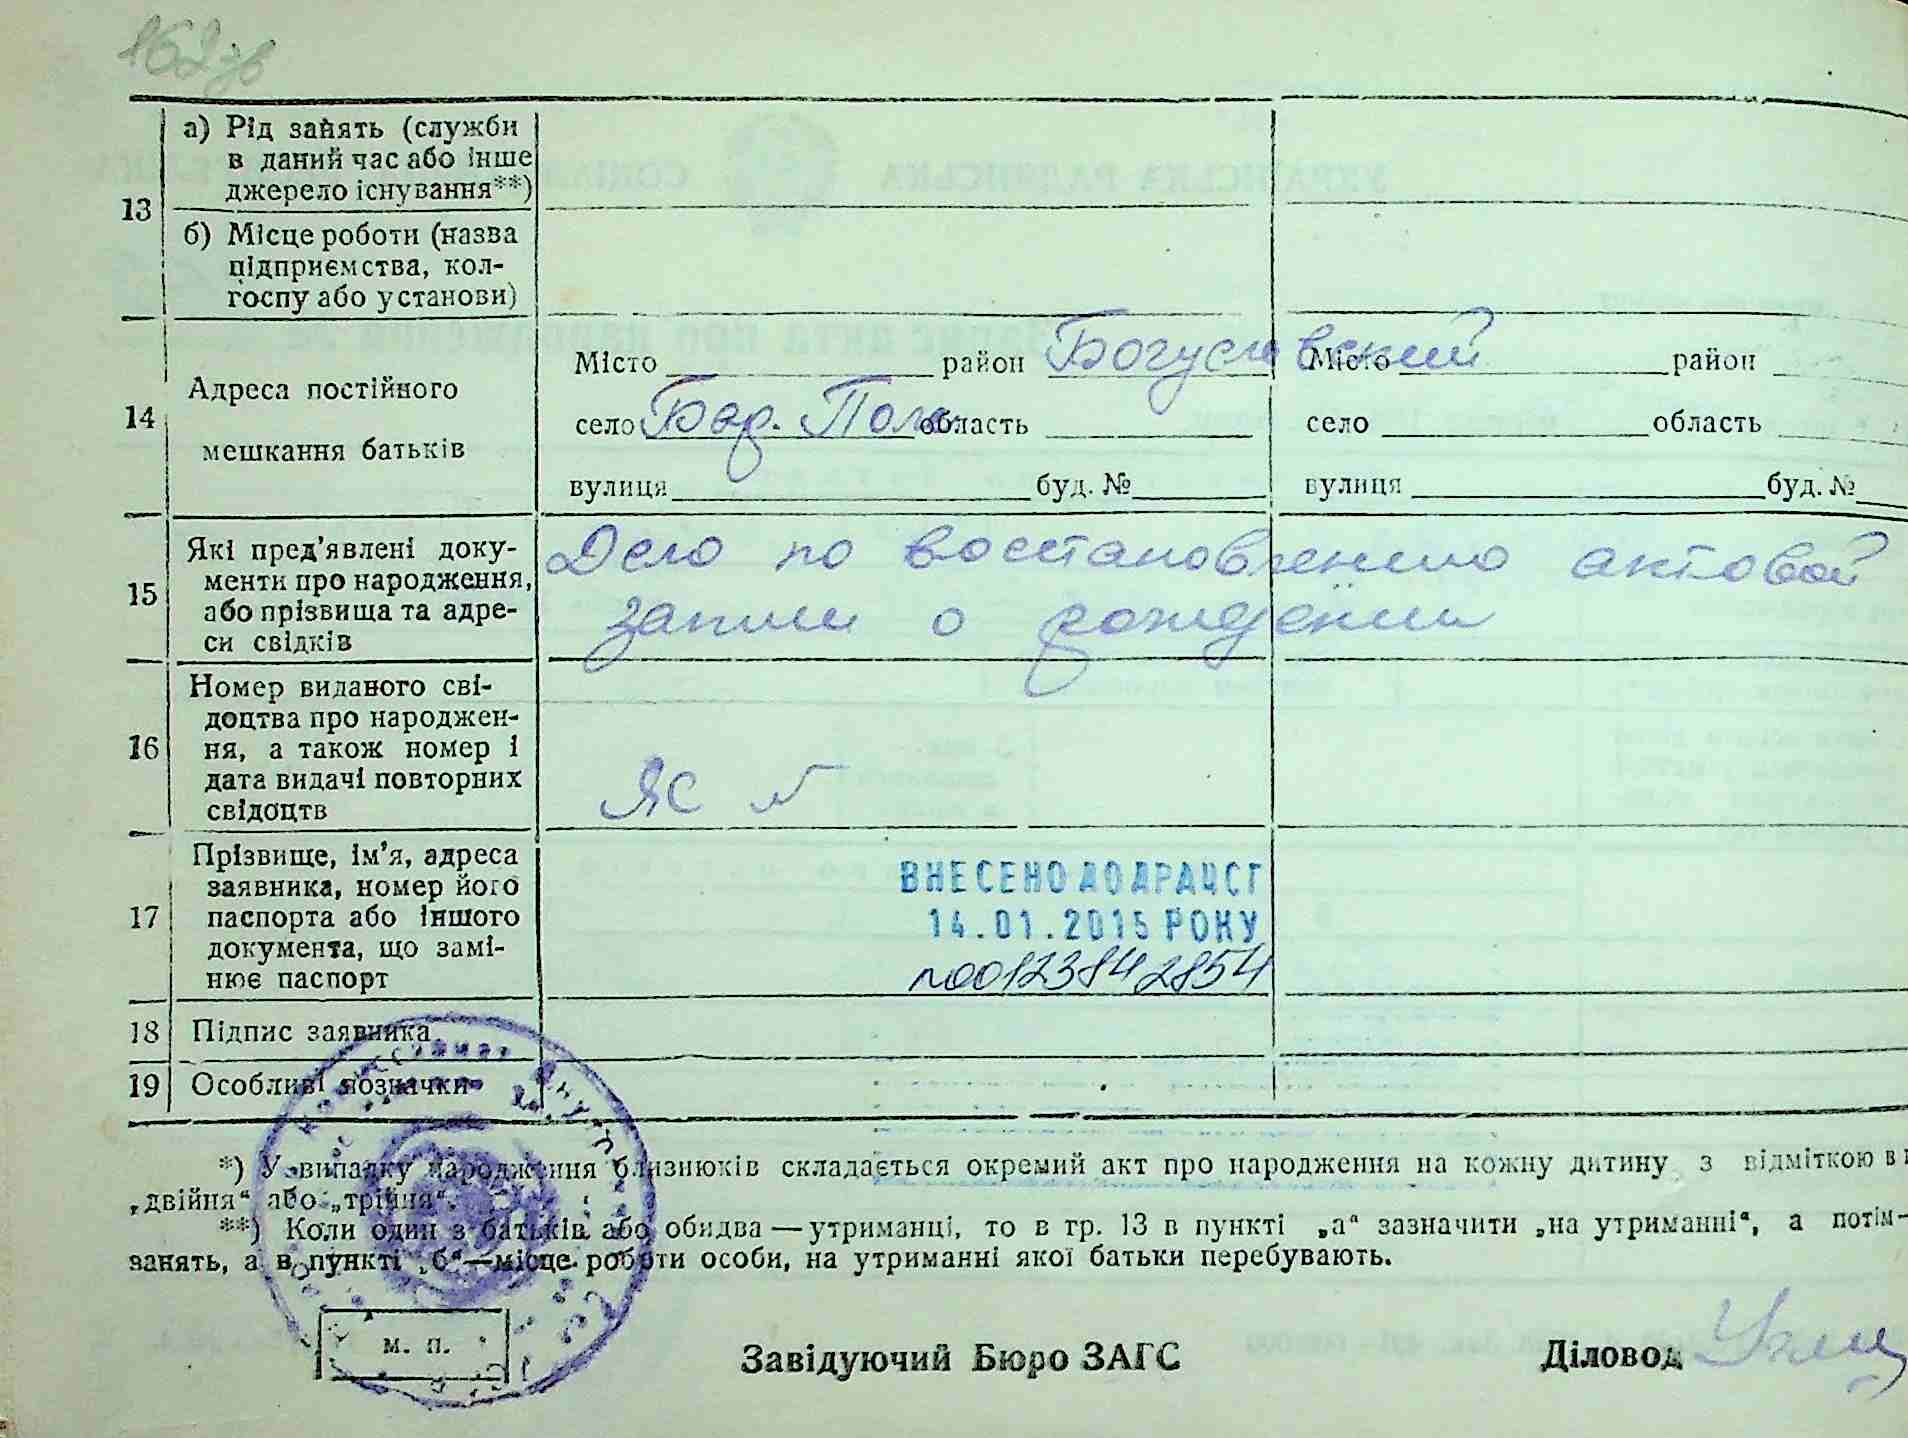 162зв
13 а) Рід занять (служби
в даний час або інше
джерело існування**)
б) Місце роботи (назва
підприємства, кол-
госпу або установи)
14 Адреса постійного
мешкання батьків
Місто район Богуславский Місто район
село Бар. Поле область село область
вулиця буд. № вулиця буд. №
15 Які пред'явлені доку-
менти про народження,
або прізвища та адре-
си свідків
Дело по восстановлению актовой
записи о рождении
16 Номер виданого сві-
доцтва про народжен-
ня, а також номер і
дата видачі повторних
свідоцтв
ЯС №
17 Прізвище, ім'я, адреса
заявника, номер його
паспорта або іншого
документа, що замі-
нює паспорт
ВНЕСЕНО ДО ДРАЦСГ
14.01.2015 РОКУ
№00123842854
18 Підпис заявника
19 Особливі позначки
*) У випадку народження близнюків складається окремий акт про народження на кожну дитину з відміткою в
„двійня“ або „трійня“.
**) Коли один з батьків або обидва — утриманці, то в гр. 13 в пункті „а“ зазначити „на утриманні“, а потім—
занять, а в пункті „б“—місце роботи особи, на утриманні якої батьки перебувають.
М. П.
Завідуючий Бюро ЗАГС Діловод